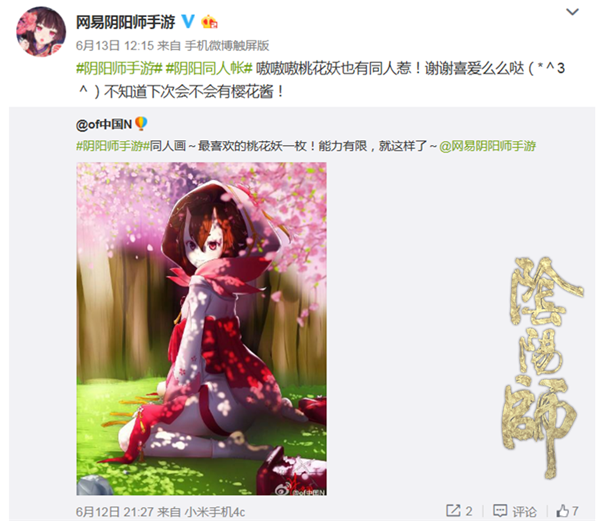 网易阴阳师手游
6月13日 12:15 来自 手机微博触屏版
#阴阳师手游# #阴阳同人帐# 嗷嗷嗷桃花妖也有同人惹！谢谢喜爱么么哒（*＾3
＾）不知道下次会不会有樱花酱！
@of中国N
#阴阳师手游#同人画～最喜欢的桃花妖一枚！能力有限，就这样了～@网易阴阳师手游
陰陽師
@of中国N
6月12日 21:27 来自 小米手机4c
2 评论 7